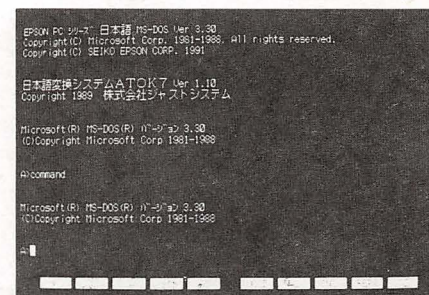 EPSON PC ｼﾘｰｽﾞ 日本語 MS-DOS Ver 3.30
Copyright(C) Microsoft Corp. 1981-1988, All rights reserved.
Copyright(C) SEIKO EPSON CORP. 1991
日本語変換システムＡＴＯＫ７ Ver 1.10
Copyright 1989 株式会社ジャストシステム
Microsoft(R) MS-DOS(R) ﾊﾞｰｼﾞｮﾝ 3.30
(C)Copyright Microsoft Corp 1981-1988
A>command
Microsoft(R) MS-DOS(R) ﾊﾞｰｼﾞｮﾝ 3.30
(C)Copyright Microsoft Corp 1981-1988
A>